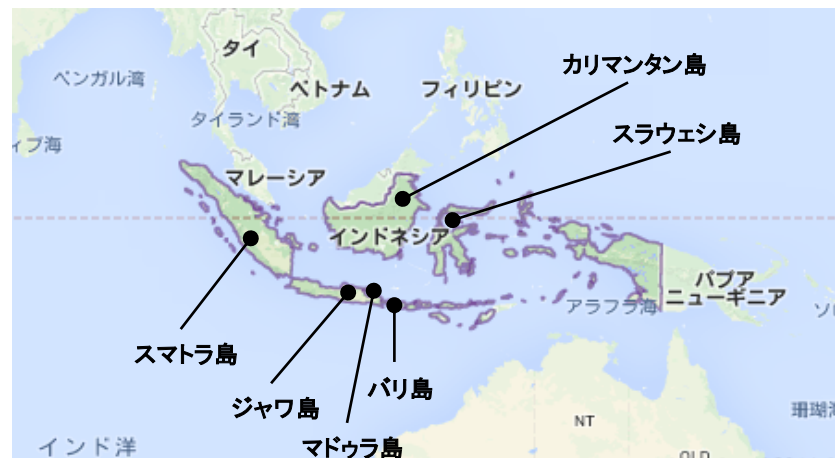 タイ
カリマンタン島
ベンガル湾
ベトナム
フィリピン
タイランド湾
スラウェシ島
ィブ海
マレーシア
インドネシア
パプア
ニューギニア
アラフラ海
ソ
スマトラ島
バリ島
ジャワ島
珊瑚海
NT
マドゥラ島
インド洋
QLD